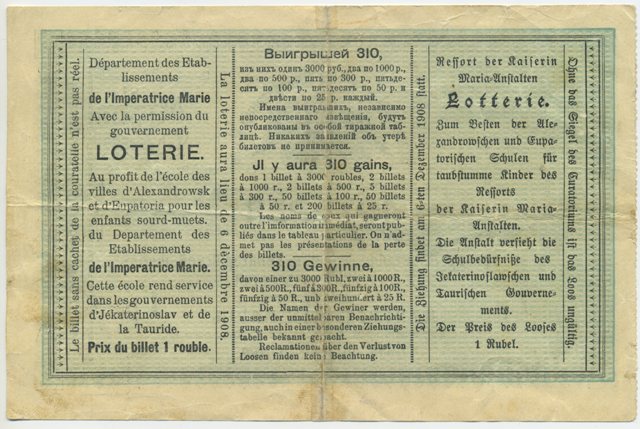 Le billet sans cachet de la couratelle n'est pas réel.
Département des Etab-
lissements
de l'Imperatrice Marie
Avec la permission du
gouvernement
LOTERIE.
Au profit de l'école des
villes d'Alexandrowsk
et d'Eupatoria pour les
enfants sourd-muets.
du Departement des
Etablissements
de l'Imperatrice Marie.
Cette école rend service
dans les gouvernements
d'Jékaterinoslav et de
la Tauride.
Prix du billet 1 rouble.
La loterie aura lieu de 6 décembre 1908.
Выигрышей 310,
изъ нихъ одинъ 3000 руб., два по 1000 р.,
два по 500 р., пять по 300 р., пятьде-
сятъ по 100 р., пятьдесятъ по 50 р. и
двѣсти по 25 р. каждый.
Имена выигравшихъ, независимо
непосредственнаго извѣщенія, будутъ
опубликованы въ особой тиражной таб-
лицѣ. Никакихъ заявленій объ утерѣ
билетовъ не принимается.
Jl y aura 310 gains,
dons 1 billet à 3000 roubles, 2 billets
à 1000 r., 2 billets à 500 r., 5 billets
à 300 r., 50 billets à 100 r., 50 billets
à 50 r. et 200 billets à 25 r.
Les noms de ceux qui gagneront
outre l'information immédiat, seront pub-
liés dans le tableau particulier. On n'ad
met pas les présentations de la perte
des billets.
310 Gewinne,
davon einer zu 3000 Rubl, zwei à 1000 R.,
zwei à 500 R., fünf à 300 R., fünfzig à 100 R.,
fünfzig à 50 R., und zweihundert à 25 R.
Die Namen der Gewiner werden,
ausser der unmittelbaren Benachrichti-
gung, auch in einer besonderen Ziehungs-
tabelle bekannt gemacht.
Reclamationen über den Verlust von
Loosen finden keine Beachtung.
Die Ziehung findet am 6-ten Dezember 1908 statt.
Ressort der Kaiserin
Maria-Anstalten
Lotterie.
Zum Besten der Ale-
xandrowschen und Eupa-
torischen Schulen für
taubstumme Kinder des
Ressorts
der Kaiserin Maria-
Anstalten.
Die Anstalt versieht die
Schulbedürfniße des
Jekaterinoslawschen und
Taurischen Gouverne-
ments.
Der Preis des Looses
1 Rubel.
Ohne das Siegel des Curatoriums ist das Loos ungültig.